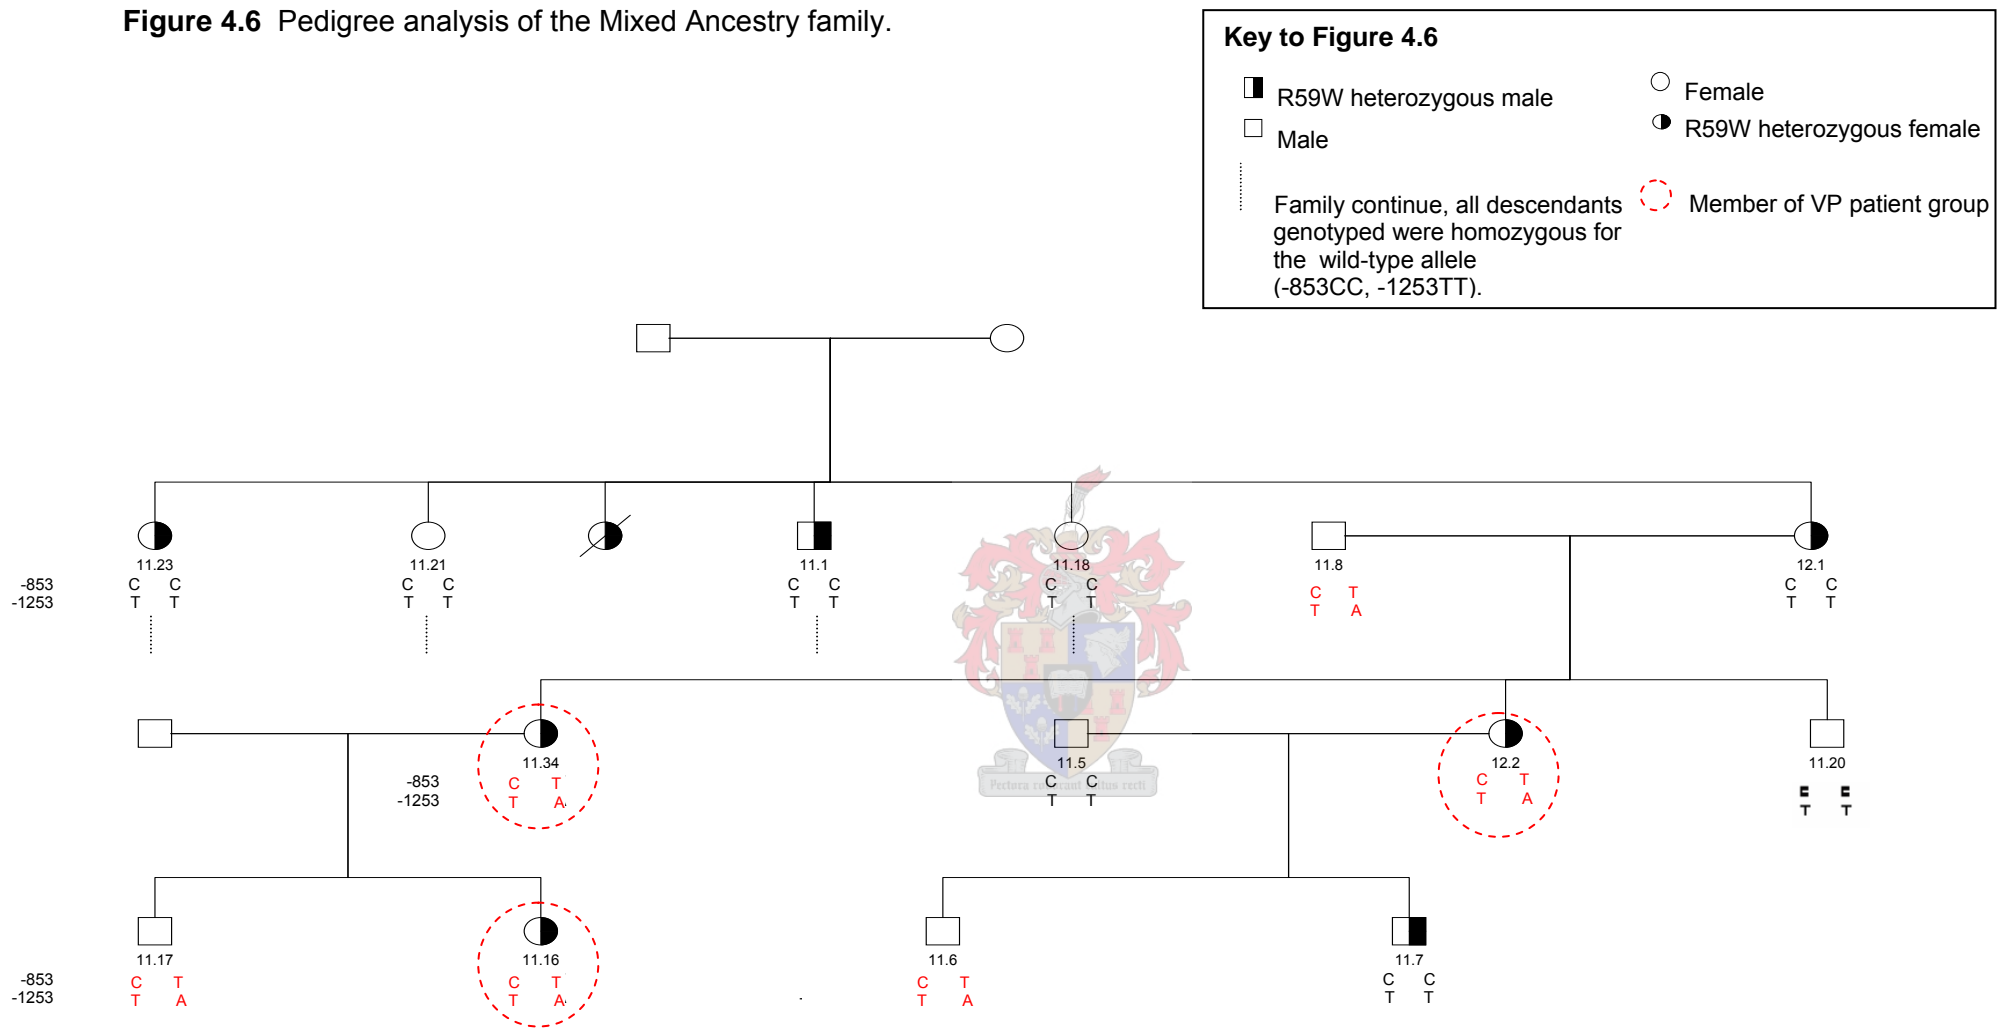 Figure 4.6 Pedigree analysis of the Mixed Ancestry family.
Key to Figure 4.6
R59W heterozygous male
Female
Male
R59W heterozygous female
Family continue, all descendants
genotyped were homozygous for
the wild-type allele
(-853CC, -1253TT).
Member of VP patient group
11.23 11.21 11.1 11.18 11.8 12.1
-853 C C C C C C C C C T C C
-1253 T T T T T T T T T A T T
11.34 11.5 12.2 11.20
-853 C T C C C T
-1253 T A T T T A T T
11.17 11.16 11.6 11.7
-853 C T C T C T C C
-1253 T A T A T A T T
Pectora